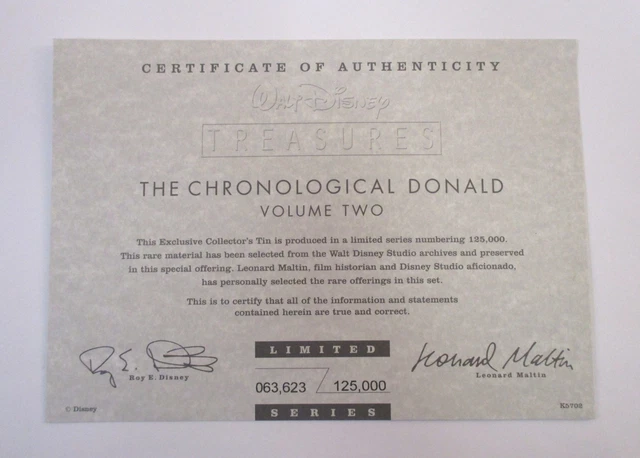 CERTIFICATE OF AUTHENTICITY
Walt Disney
TREASURES
THE CHRONOLOGICAL DONALD
VOLUME TWO
This Exclusive Collector's Tin is produced in a limited series numbering 125,000.
This rare material has been selected from the Walt Disney Studio archives and preserved
in this special offering. Leonard Maltin, film historian and Disney Studio aficionado,
has personally selected the rare offerings in this set.
This is to certify that all of the information and statements
contained herein are true and correct.
LIMITED
Roy E. Disney
Leonard Maltin
Roy E. Disney
Leonard Maltin
063,623 / 125,000
SERIES
© Disney